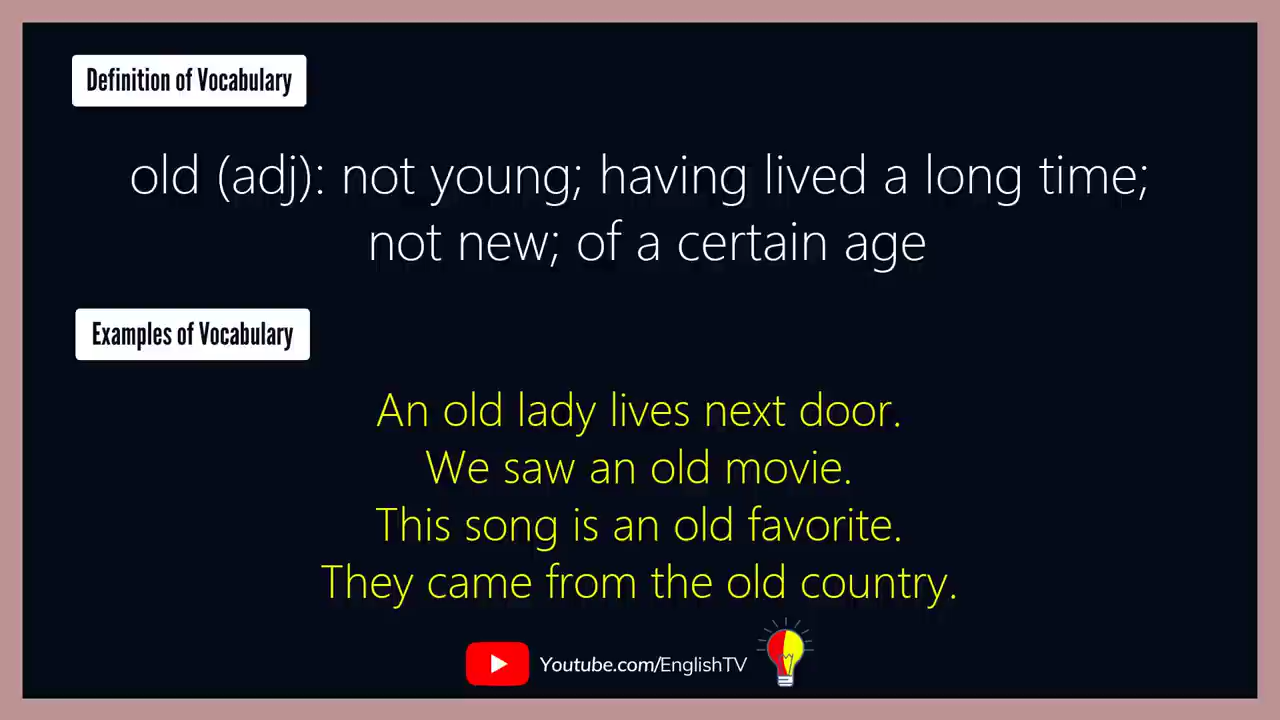 Definition of Vocabulary
old (adj): not young; having lived a long time;
not new; of a certain age
Examples of Vocabulary
An old lady lives next door.
We saw an old movie.
This song is an old favorite.
They came from the old country.
Youtube.com/EnglishTV